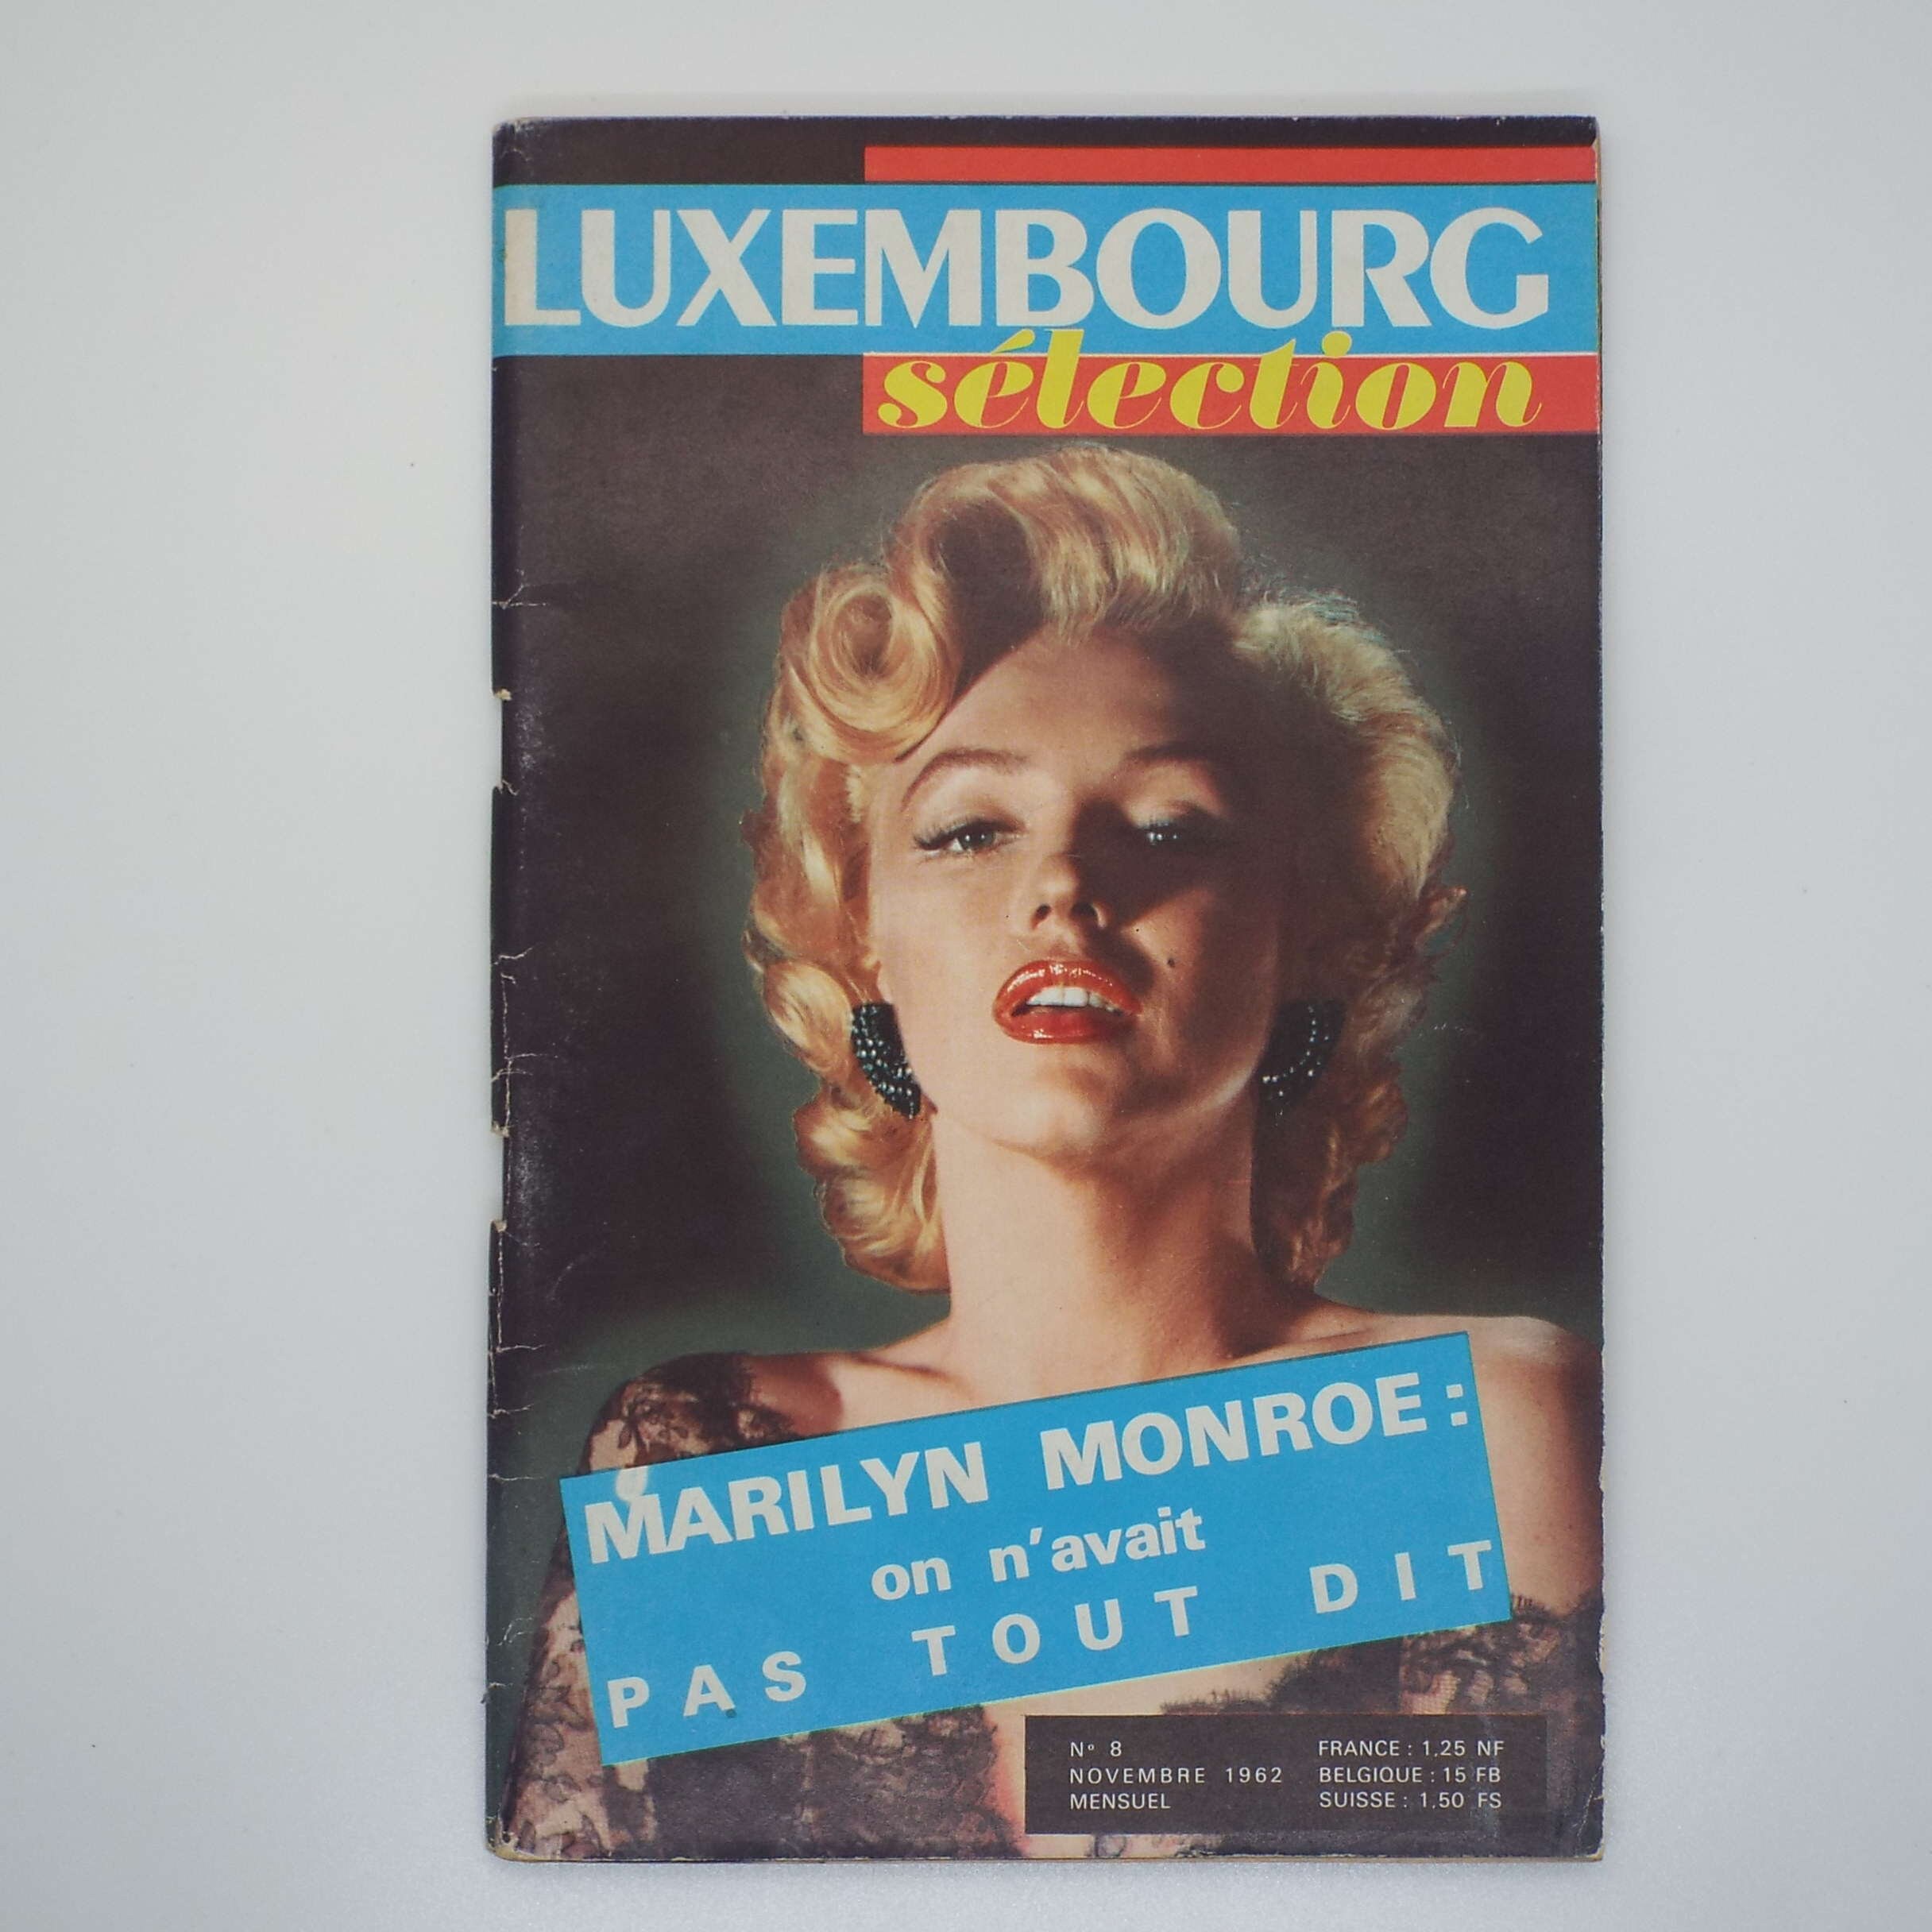 LUXEMBOURG
sélection
MARILYN MONROE :
on n'avait
PAS TOUT DIT
N° 8
NOVEMBRE 1962
MENSUEL
FRANCE : 1,25 NF
BELGIQUE : 15 FB
SUISSE : 1,50 FS